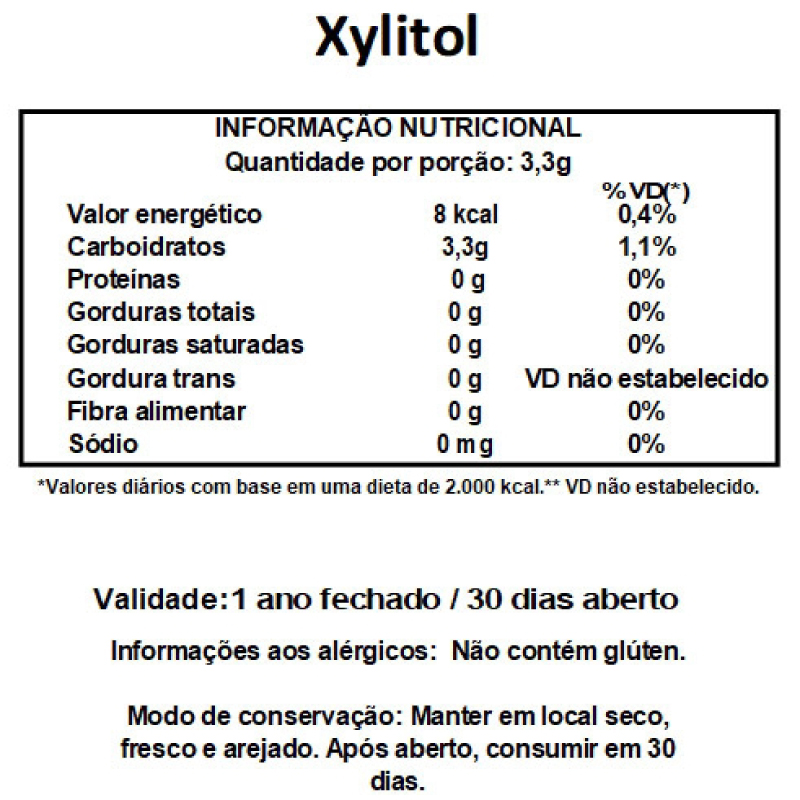 Xylitol
INFORMAÇÃO NUTRICIONAL
Quantidade por porção: 3,3g
% VD(*)
Valor energético 8 kcal 0,4%
Carboidratos 3,3g 1,1%
Proteínas 0 g 0%
Gorduras totais 0 g 0%
Gorduras saturadas 0 g 0%
Gordura trans 0 g VD não estabelecido
Fibra alimentar 0 g 0%
Sódio 0 mg 0%
*Valores diários com base em uma dieta de 2.000 kcal.** VD não estabelecido.
Validade: 1 ano fechado / 30 dias aberto
Informações aos alérgicos: Não contém glúten.
Modo de conservação: Manter em local seco,
fresco e arejado. Após aberto, consumir em 30
dias.